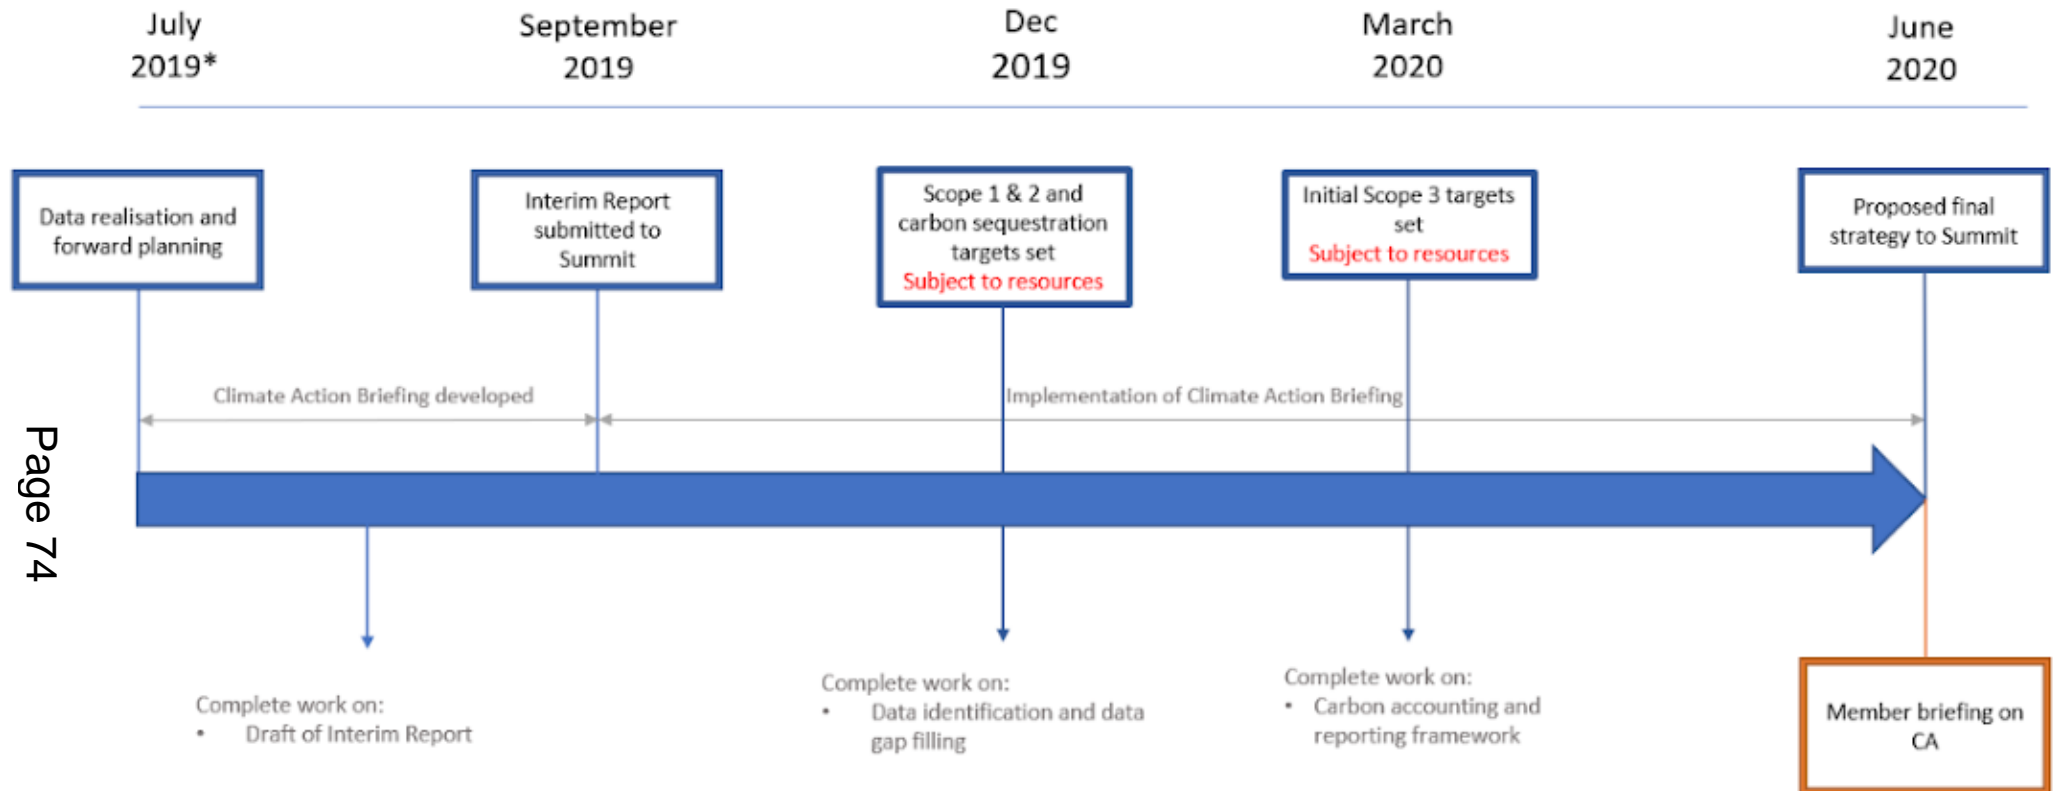 July
2019*
September
2019
Dec
2019
March
2020
June
2020
Data realisation and
forward planning
Interim Report
submitted to
Summit
Scope 1 & 2 and
carbon sequestration
targets set
Subject to resources
Initial Scope 3 targets
set
Subject to resources
Proposed final
strategy to Summit
Climate Action Briefing developed
Implementation of Climate Action Briefing
Page 74
Complete work on:
• Draft of Interim Report
Complete work on:
• Data identification and data
gap filling
Complete work on:
• Carbon accounting and
reporting framework
Member briefing on
CA